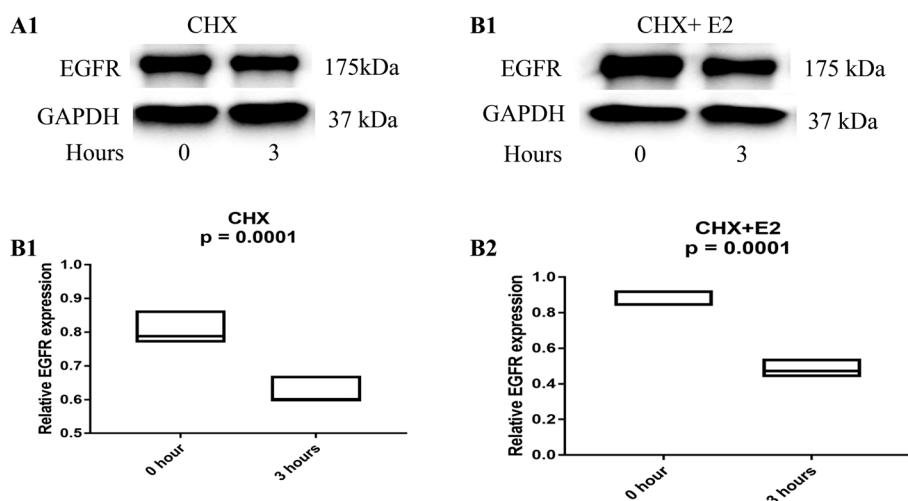 A1 CHX
EGFR 175kDa
GAPDH 37 kDa
Hours 0 3
B1 CHX+ E2
EGFR 175 kDa
GAPDH 37 kDa
Hours 0 3
B1
CHX
p = 0.0001
Relative EGFR expression
1.0
0.9
0.8
0.7
0.6
0.5
0 hour
3 hours
B2
CHX+E2
p = 0.0001
Relative EGFR expression
1.0
0.8
0.6
0.4
0.2
0.0
0 hour
3 hours